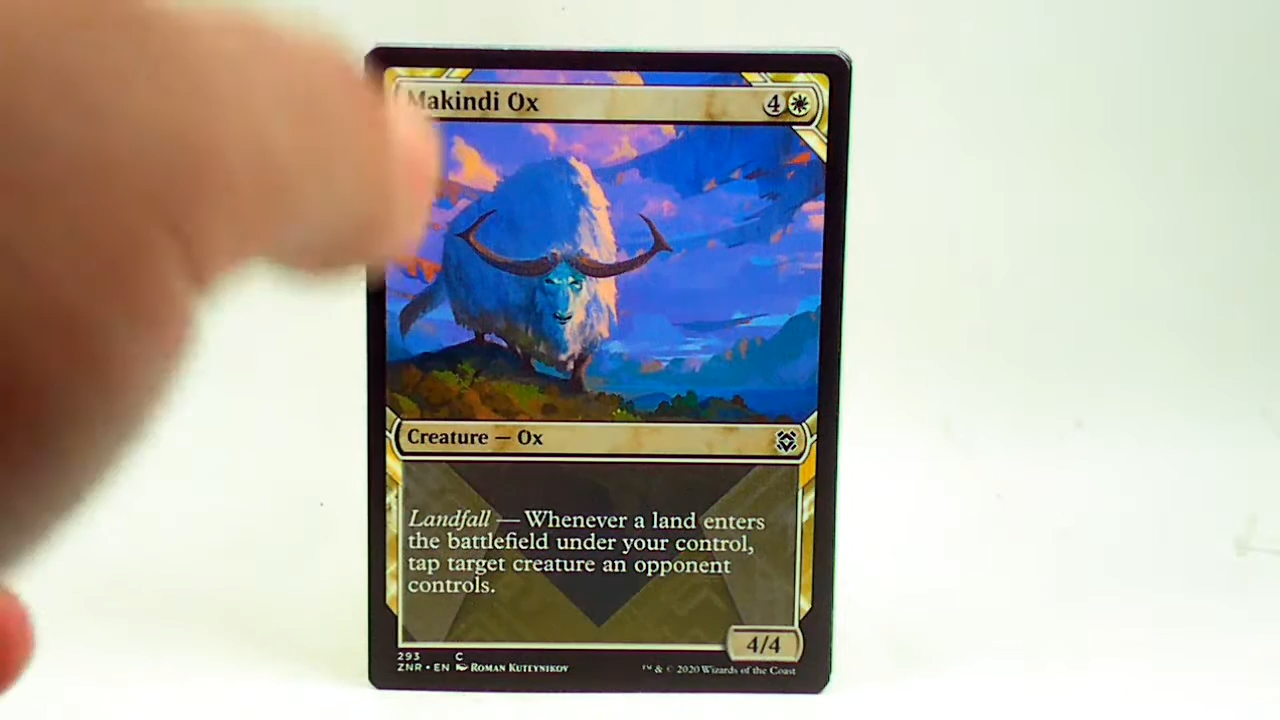 Makindi Ox 4
Creature — Ox
Landfall — Whenever a land enters
the battlefield under your control,
tap target creature an opponent
controls.
4/4
293 C
ZNR • EN Roman Kuteynikov
™ & © 2020 Wizards of the Coast